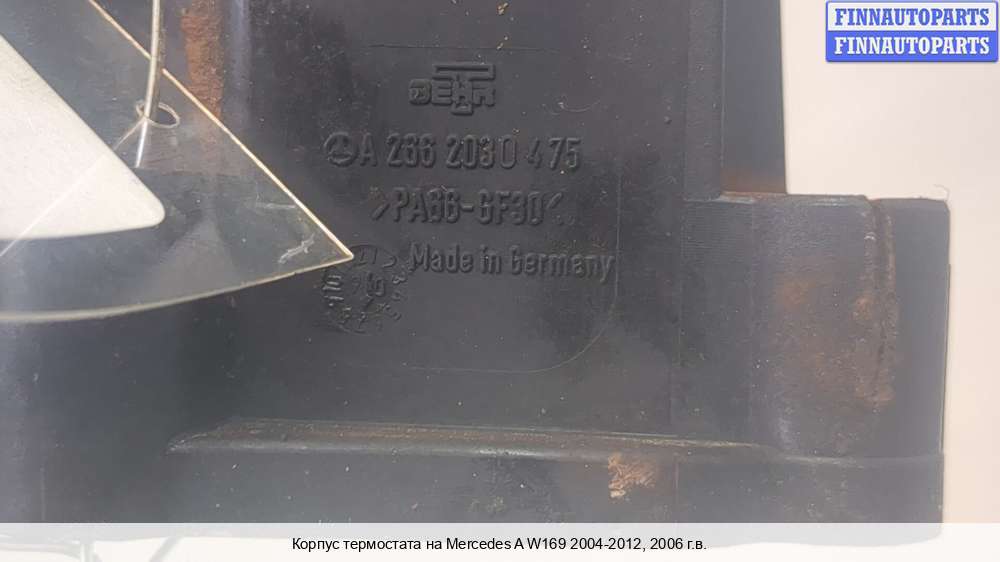 FINNAUTOPARTS
FINNAUTOPARTS
BEHR
A 266 203 0 475
>PA66-GF30<
Made in Germany
Корпус термостата на Mercedes A W169 2004-2012, 2006 г.в.